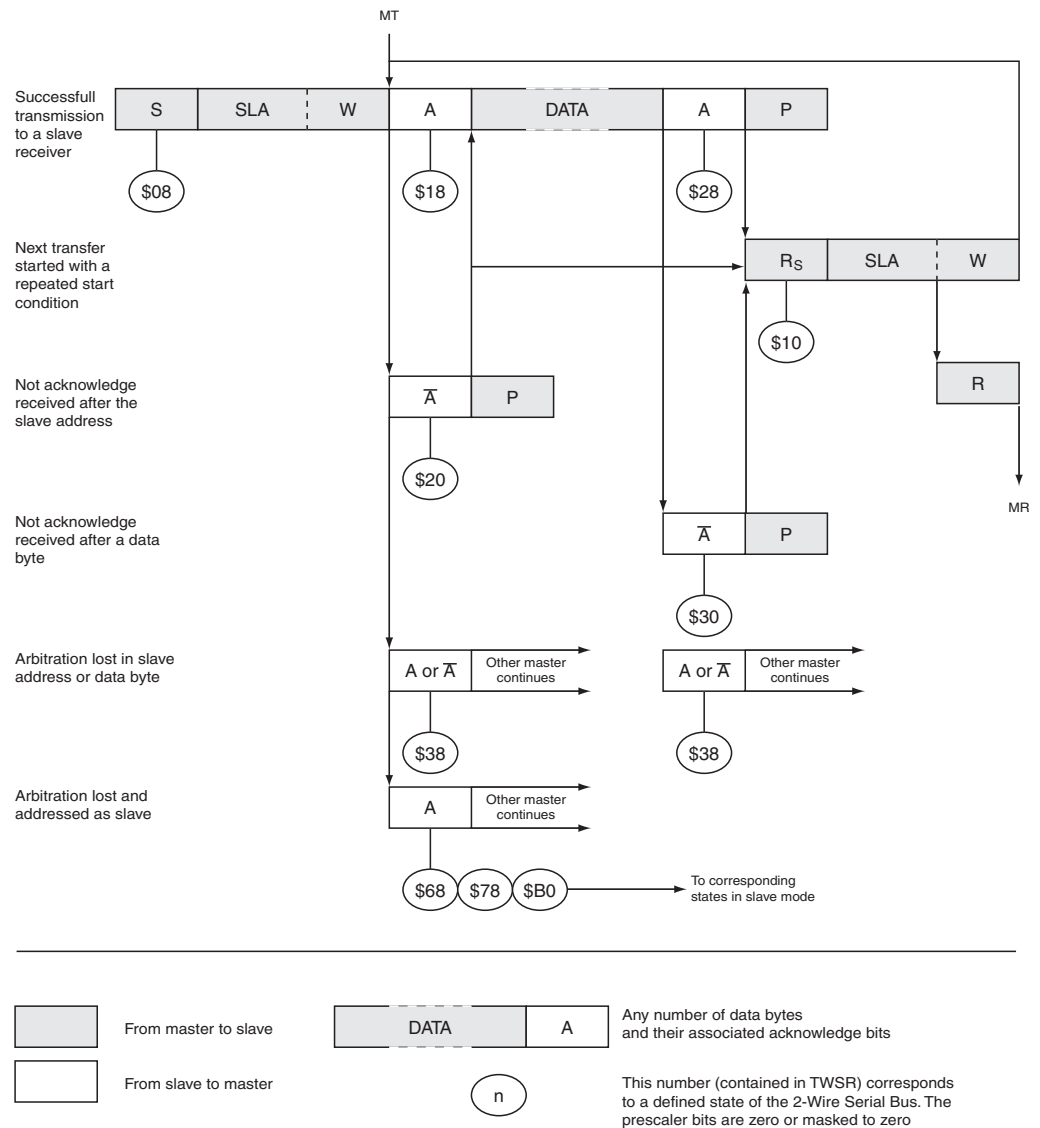 MT
Successfull
transmission
to a slave
receiver
S
SLA
W
A
DATA
A
P
$08
$18
$28
Next transfer
started with a
repeated start
condition
RS
SLA
W
$10
Not acknowledge
received after the
slave address
A̅
P
R
$20
MR
Not acknowledge
received after a data
byte
A̅
P
$30
Arbitration lost in slave
address or data byte
A or A̅
Other master
continues
A or A̅
Other master
continues
$38
$38
Arbitration lost and
addressed as slave
A
Other master
continues
$68
$78
$B0
To corresponding
states in slave mode
From master to slave
DATA
A
Any number of data bytes
and their associated acknowledge bits
From slave to master
n
This number (contained in TWSR) corresponds
to a defined state of the 2-Wire Serial Bus. The
prescaler bits are zero or masked to zero